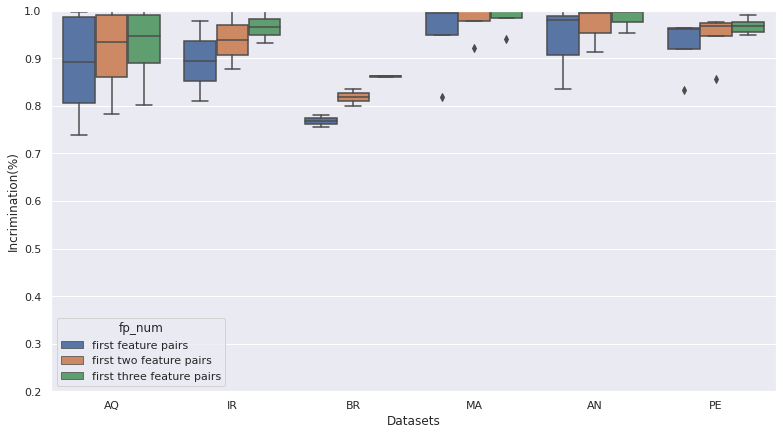 1.0
0.9
0.8
0.7
0.6
0.5
0.4
0.3
0.2
Incrimination(%)
fp_num
first feature pairs
first two feature pairs
first three feature pairs
AQ IR BR MA AN PE
Datasets